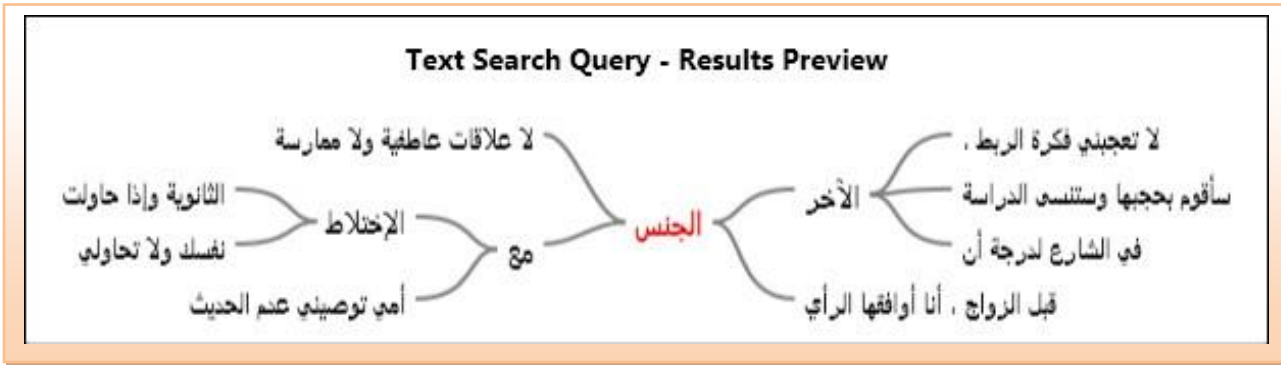 Text Search Query - Results Preview
لا علاقات عاطفية ولا ممارسة
الثانوية وإذا حاولت
الإختلاط
نفسك ولا تحاولي
مع
أمي توصيني عدم الحديث
الجنس
الآخر
لا تعجبني فكرة الربط ،
سأقوم بحجبها وستنسى الدراسة
في الشارع لدرجة أن
قبل الزواج ، أنا أوافقها الرأي